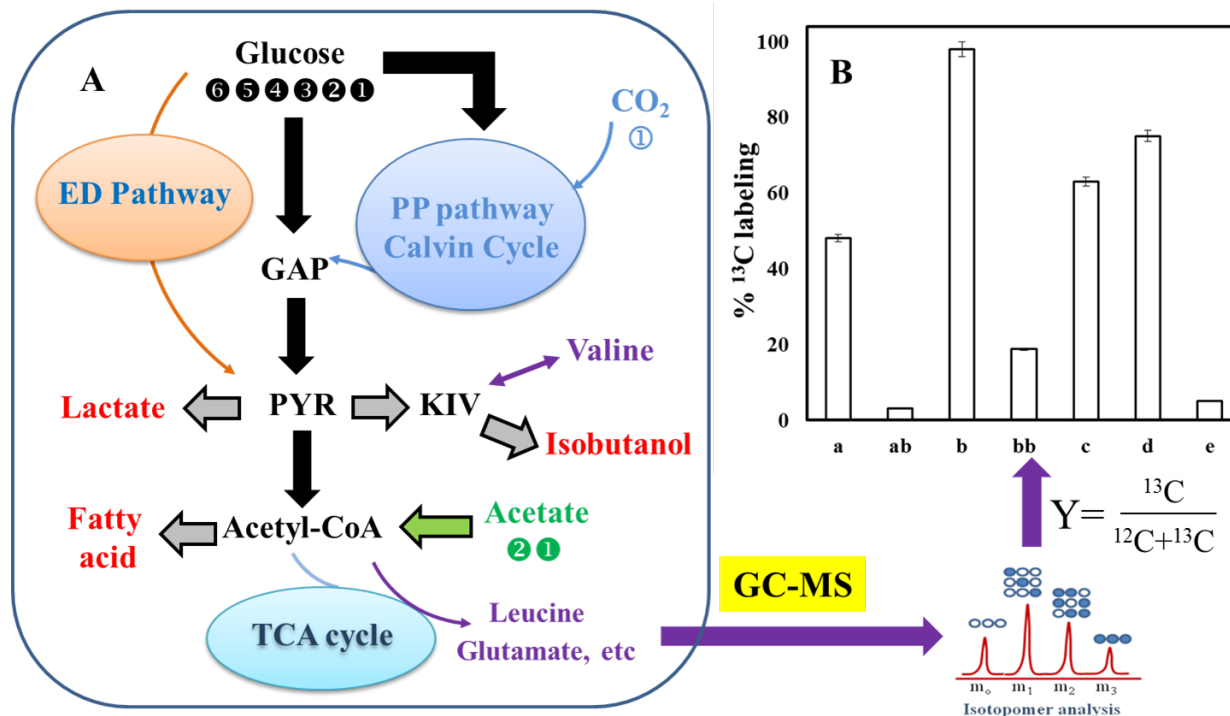 A
Glucose
❻❺❹❸❷❶
CO₂
①
ED Pathway
PP pathway
Calvin Cycle
GAP
Valine
Lactate
PYR
KIV
Isobutanol
Fatty
acid
Acetyl-CoA
Acetate
❷❶
TCA cycle
Leucine
Glutamate, etc
GC-MS
B
% ¹³C labeling
100
80
60
40
20
0
a ab b bb c d e
Y= ¹³C
¹²C+¹³C
mₒ m₁ m₂ m₃
Isotopomer analysis